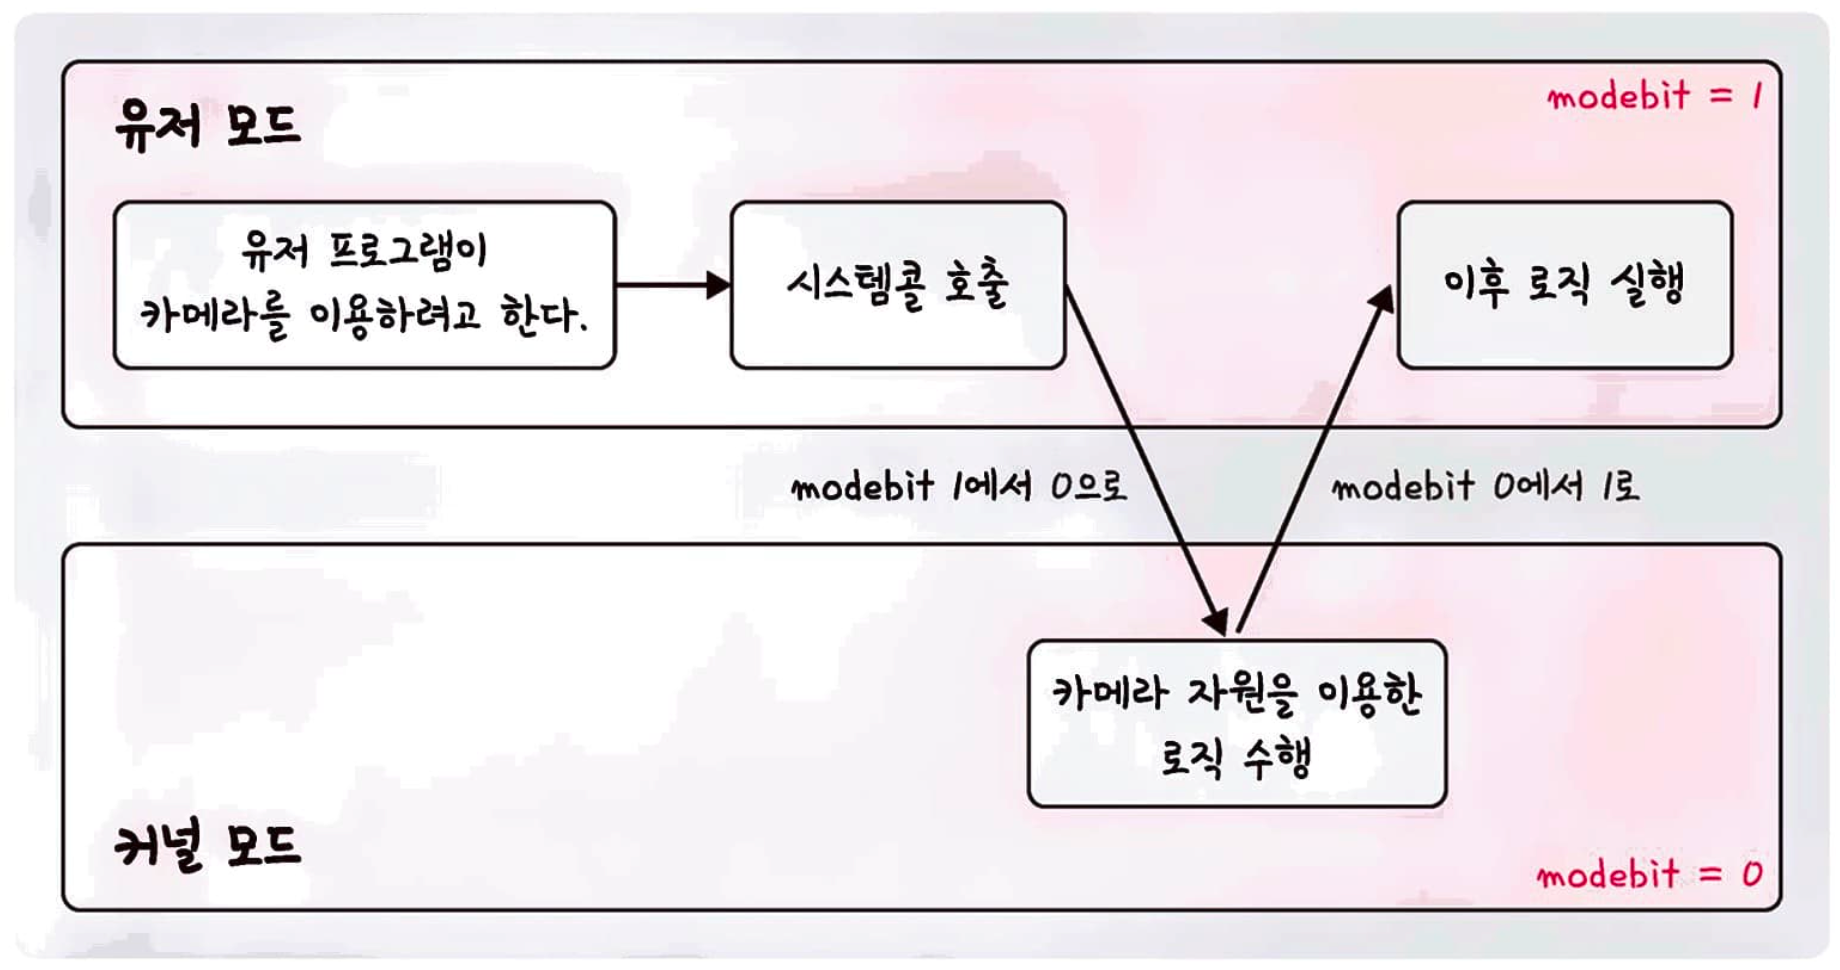 유저 모드
modebit = 1
유저 프로그램이
카메라를 이용하려고 한다.
시스템콜 호출
이후 로직 실행
modebit 1에서 0으로
modebit 0에서 1로
카메라 자원을 이용한
로직 수행
커널 모드
modebit = 0